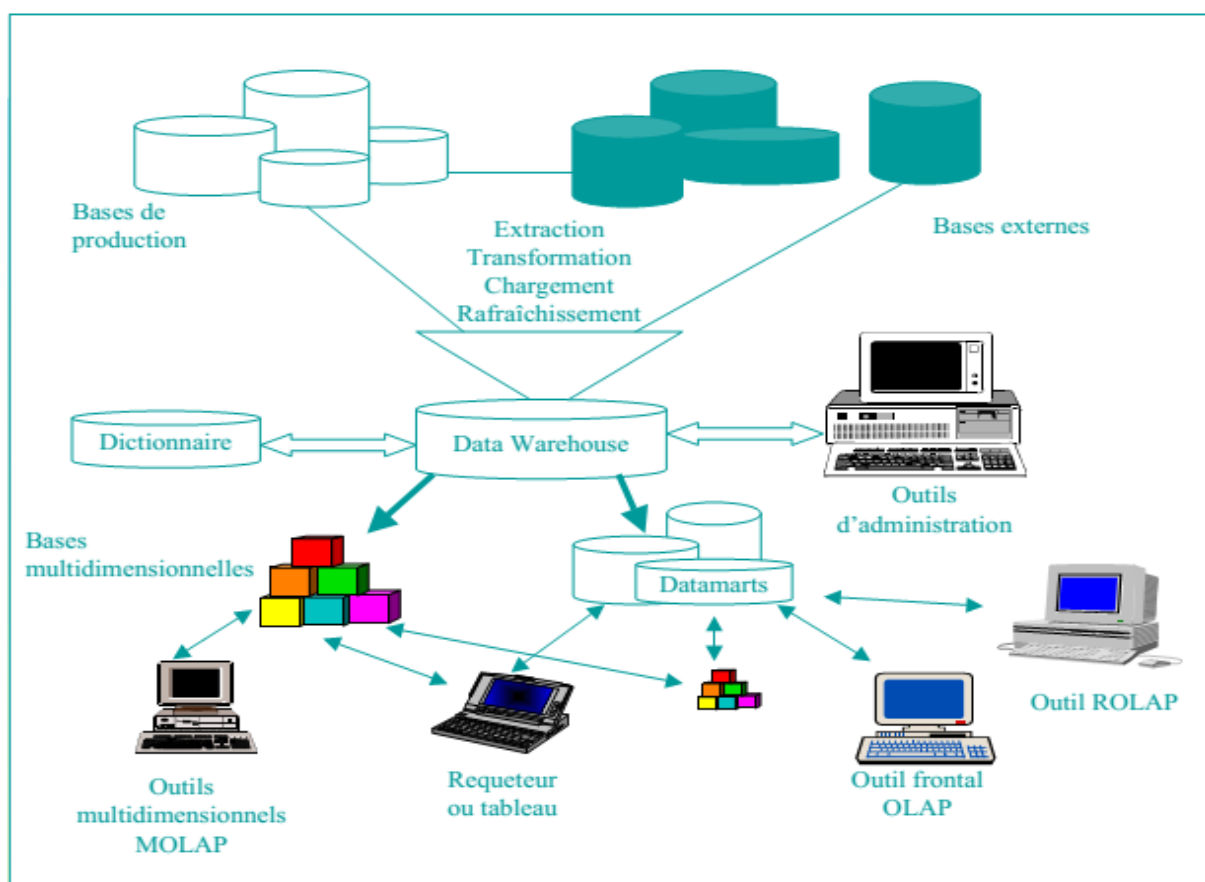 Bases de
production
Extraction
Transformation
Chargement
Rafraîchissement
Bases externes
Dictionnaire
Data Warehouse
Outils
d’administration
Bases
multidimensionnelles
Datamarts
Outil ROLAP
Outils
multidimensionnels
MOLAP
Requeteur
ou tableau
Outil frontal
OLAP